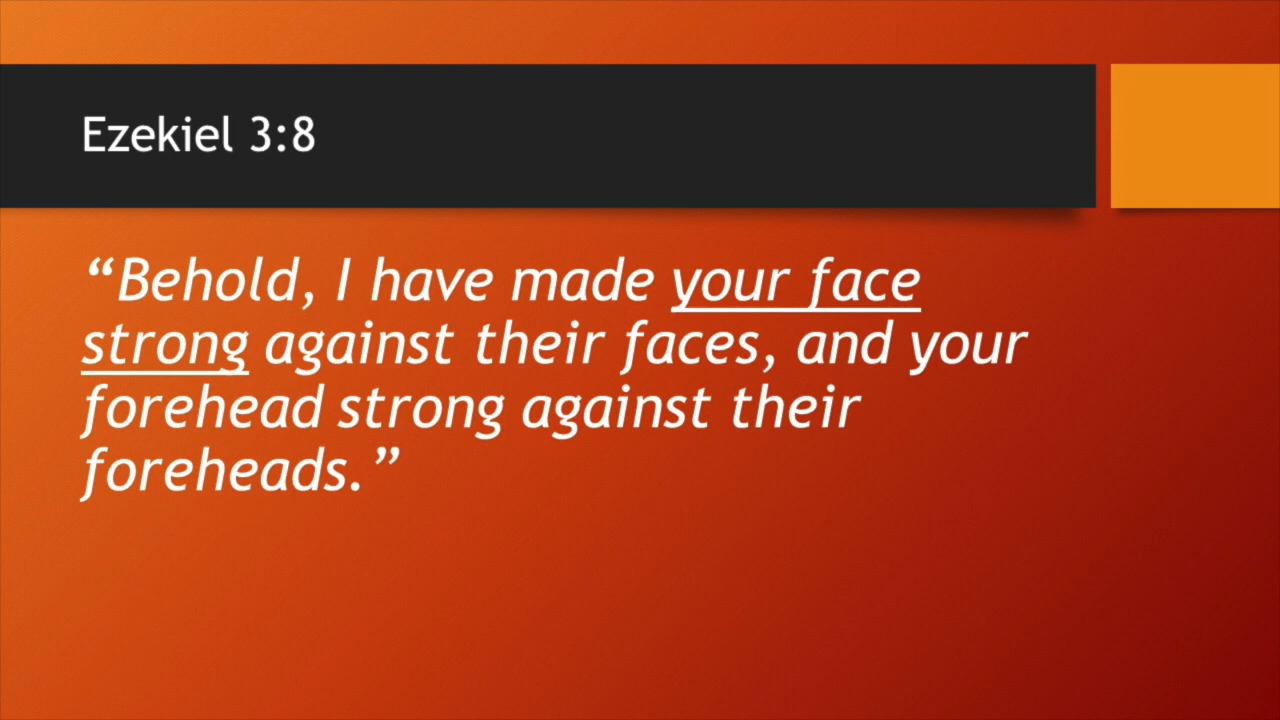 Ezekiel 3:8
“Behold, I have made your face
strong against their faces, and your
forehead strong against their
foreheads.”